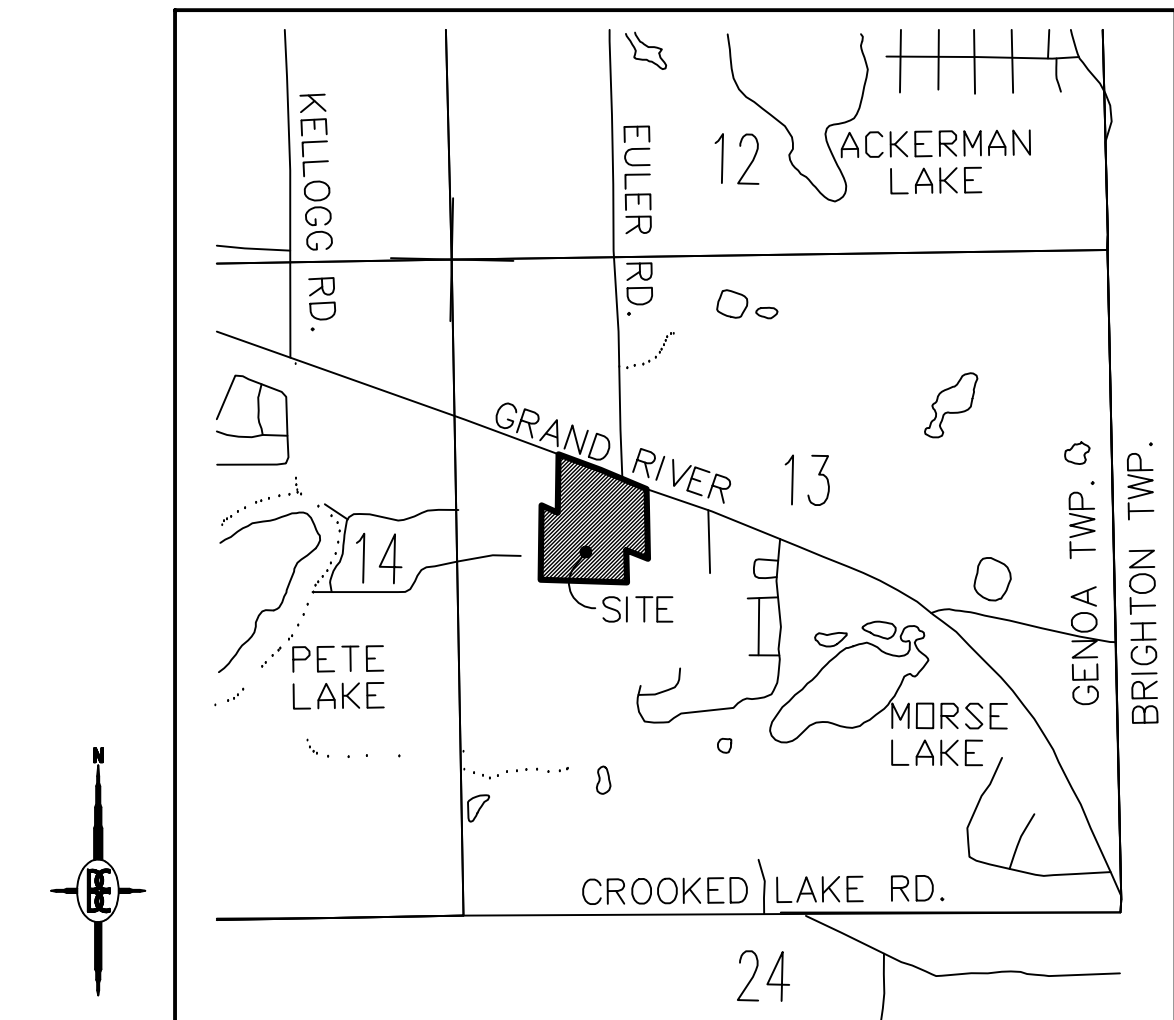 KELLOGG RD.
EULER RD.
12
ACKERMAN
LAKE
GRAND RIVER
13
14
SITE
PETE
LAKE
GENOA TWP.
BRIGHTON TWP.
MORSE
LAKE
N
CROOKED LAKE RD.
24